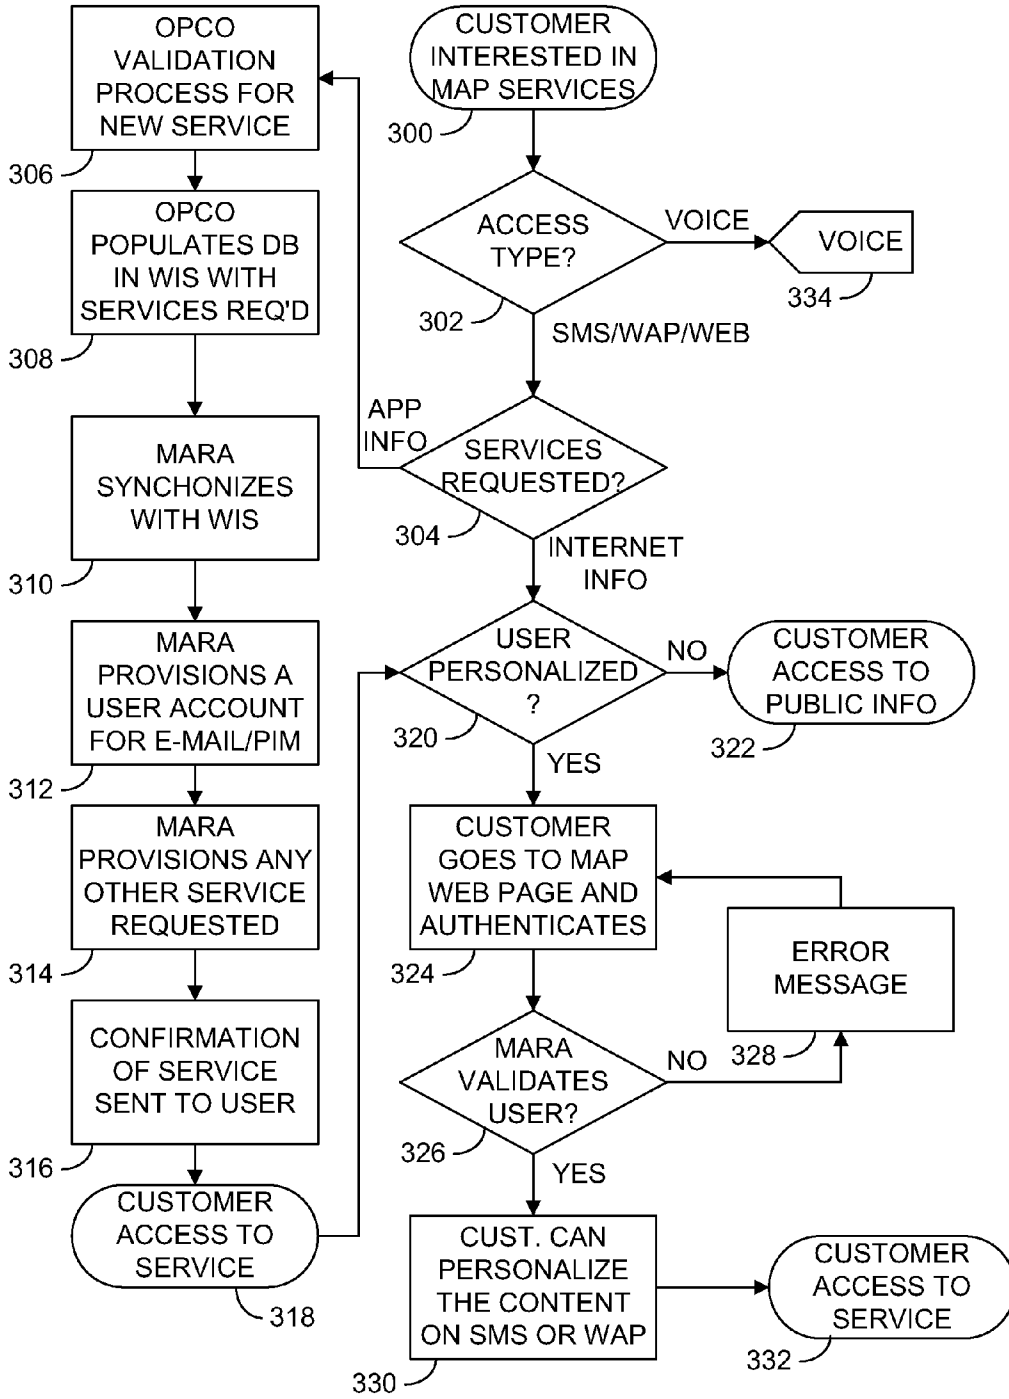 CUSTOMER
INTERESTED IN
MAP SERVICES
300
ACCESS
TYPE?
302
VOICE
VOICE
334
SMS/WAP/WEB
SERVICES
REQUESTED?
304
APP
INFO
INTERNET
INFO
OPCO
VALIDATION
PROCESS FOR
NEW SERVICE
306
OPCO
POPULATES DB
IN WIS WITH
SERVICES REQ'D
308
MARA
SYNCHONIZES
WITH WIS
310
MARA
PROVISIONS A
USER ACCOUNT
FOR E-MAIL/PIM
312
MARA
PROVISIONS ANY
OTHER SERVICE
REQUESTED
314
CONFIRMATION
OF SERVICE
SENT TO USER
316
CUSTOMER
ACCESS TO
SERVICE
318
USER
PERSONALIZED
?
320
NO
CUSTOMER
ACCESS TO
PUBLIC INFO
322
YES
CUSTOMER
GOES TO MAP
WEB PAGE AND
AUTHENTICATES
324
MARA
VALIDATES
USER?
326
NO
ERROR
MESSAGE
328
YES
CUST. CAN
PERSONALIZE
THE CONTENT
ON SMS OR WAP
330
CUSTOMER
ACCESS TO
SERVICE
332